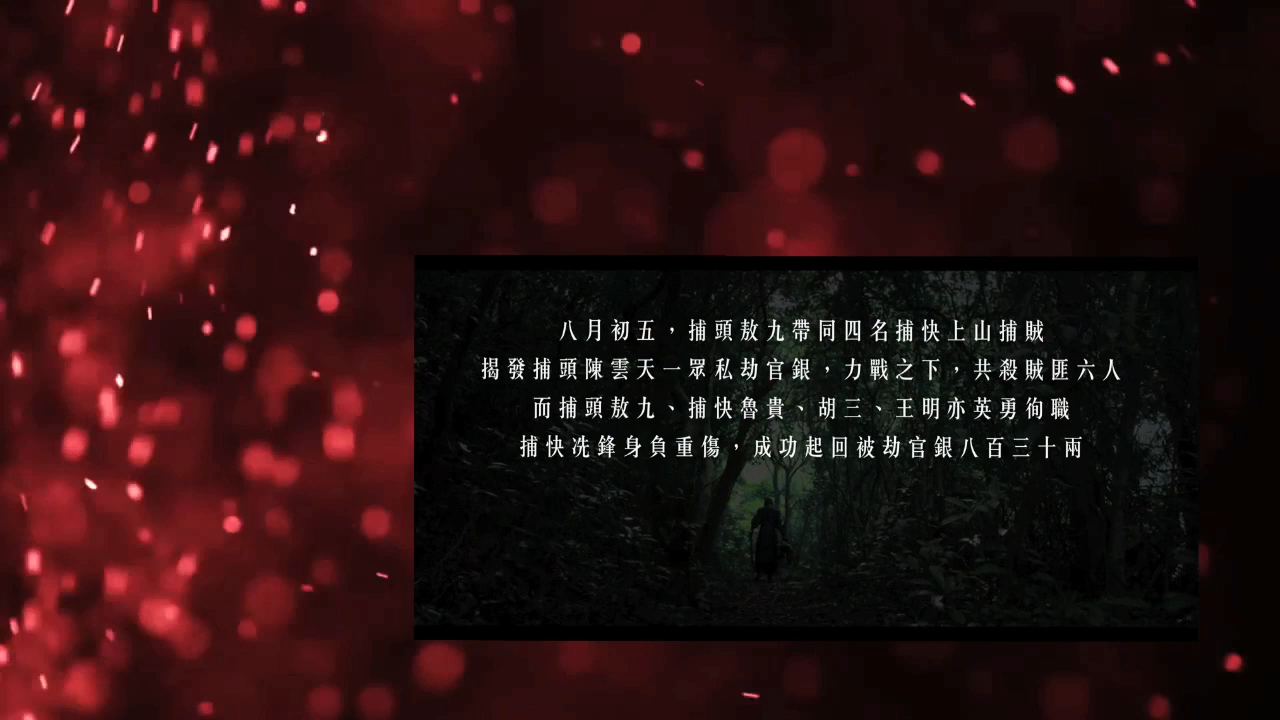 八月初五，捕頭敖九帶同四名捕快上山捕賊
揭發捕頭陳雲天一眾私劫官銀，力戰之下，共殺賊匪六人
而捕頭敖九、捕快魯貴、胡三、王明亦英勇徇職
捕快冼鋒身負重傷，成功起回被劫官銀八百三十兩